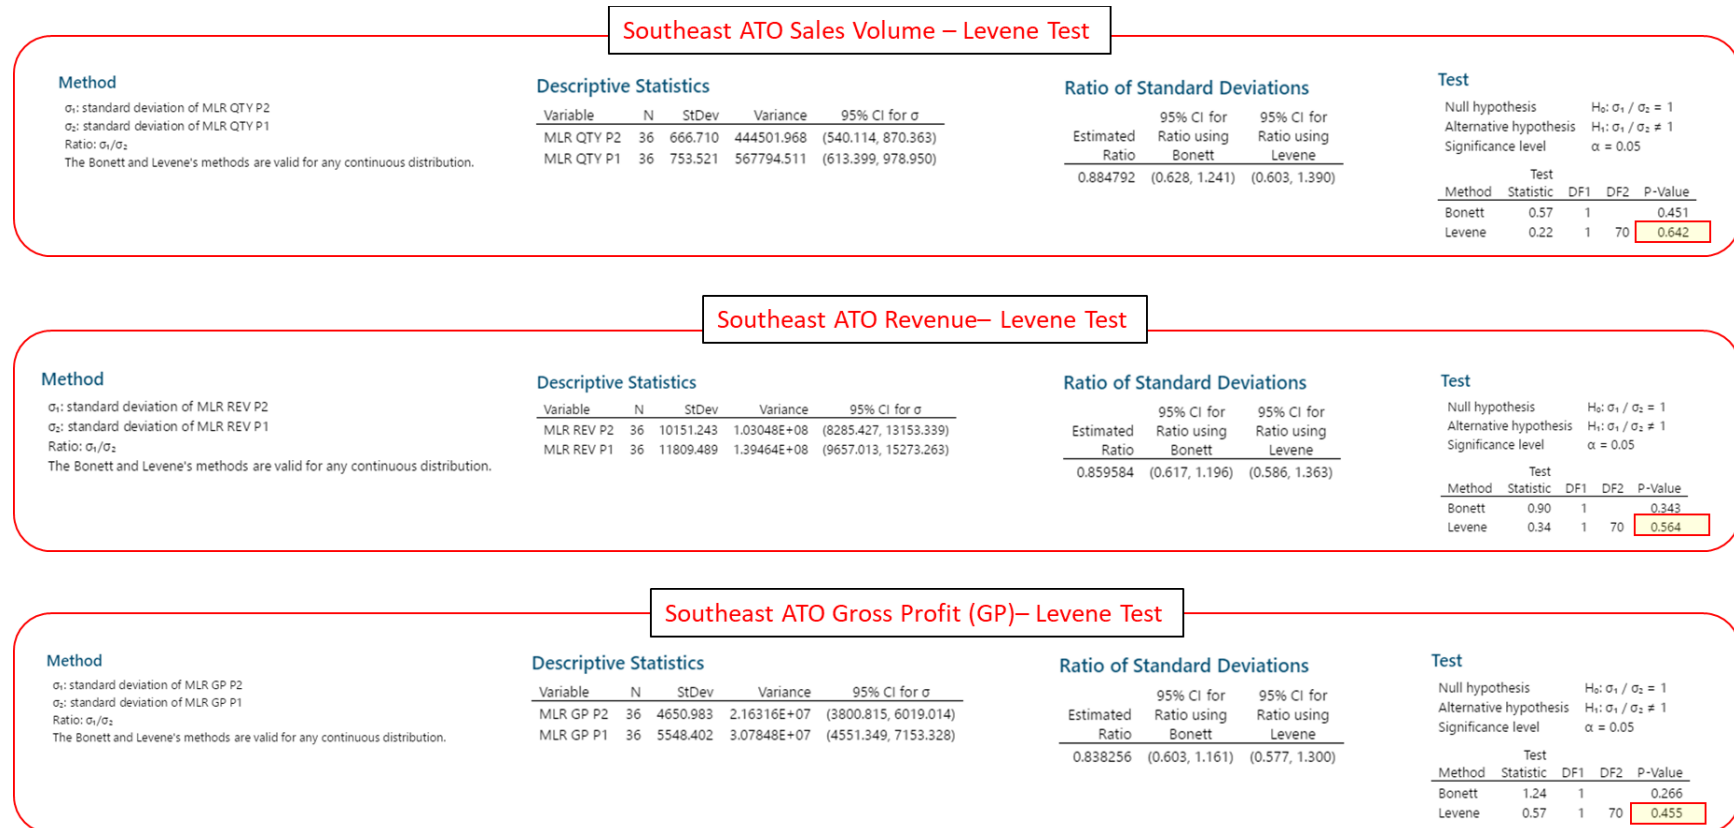 Southeast ATO Sales Volume – Levene Test
Method
σ₁: standard deviation of MLR QTY P2
σ₂: standard deviation of MLR QTY P1
Ratio: σ₁/σ₂
The Bonett and Levene's methods are valid for any continuous distribution.
Descriptive Statistics
Variable N StDev Variance 95% CI for σ
MLR QTY P2 36 666.710 444501.968 (540.114, 870.363)
MLR QTY P1 36 753.521 567794.511 (613.399, 978.950)
Ratio of Standard Deviations
95% CI for 95% CI for
Estimated Ratio using Ratio using
Ratio Bonett Levene
0.884792 (0.628, 1.241) (0.603, 1.390)
Test
Null hypothesis H₀: σ₁ / σ₂ = 1
Alternative hypothesis H₁: σ₁ / σ₂ ≠ 1
Significance level α = 0.05
Test
Method Statistic DF1 DF2 P-Value
Bonett 0.57 1 0.451
Levene 0.22 1 70 0.642
Southeast ATO Revenue– Levene Test
Method
σ₁: standard deviation of MLR REV P2
σ₂: standard deviation of MLR REV P1
Ratio: σ₁/σ₂
The Bonett and Levene's methods are valid for any continuous distribution.
Descriptive Statistics
Variable N StDev Variance 95% CI for σ
MLR REV P2 36 10151.243 1.03048E+08 (8285.427, 13153.339)
MLR REV P1 36 11809.489 1.39464E+08 (9657.013, 15273.263)
Ratio of Standard Deviations
95% CI for 95% CI for
Estimated Ratio using Ratio using
Ratio Bonett Levene
0.859584 (0.617, 1.196) (0.586, 1.363)
Test
Null hypothesis H₀: σ₁ / σ₂ = 1
Alternative hypothesis H₁: σ₁ / σ₂ ≠ 1
Significance level α = 0.05
Test
Method Statistic DF1 DF2 P-Value
Bonett 0.90 1 0.343
Levene 0.34 1 70 0.564
Southeast ATO Gross Profit (GP)– Levene Test
Method
σ₁: standard deviation of MLR GP P2
σ₂: standard deviation of MLR GP P1
Ratio: σ₁/σ₂
The Bonett and Levene's methods are valid for any continuous distribution.
Descriptive Statistics
Variable N StDev Variance 95% CI for σ
MLR GP P2 36 4650.983 2.16316E+07 (3800.815, 6019.014)
MLR GP P1 36 5548.402 3.07848E+07 (4551.349, 7153.328)
Ratio of Standard Deviations
95% CI for 95% CI for
Estimated Ratio using Ratio using
Ratio Bonett Levene
0.838256 (0.603, 1.161) (0.577, 1.300)
Test
Null hypothesis H₀: σ₁ / σ₂ = 1
Alternative hypothesis H₁: σ₁ / σ₂ ≠ 1
Significance level α = 0.05
Test
Method Statistic DF1 DF2 P-Value
Bonett 1.24 1 0.266
Levene 0.57 1 70 0.455